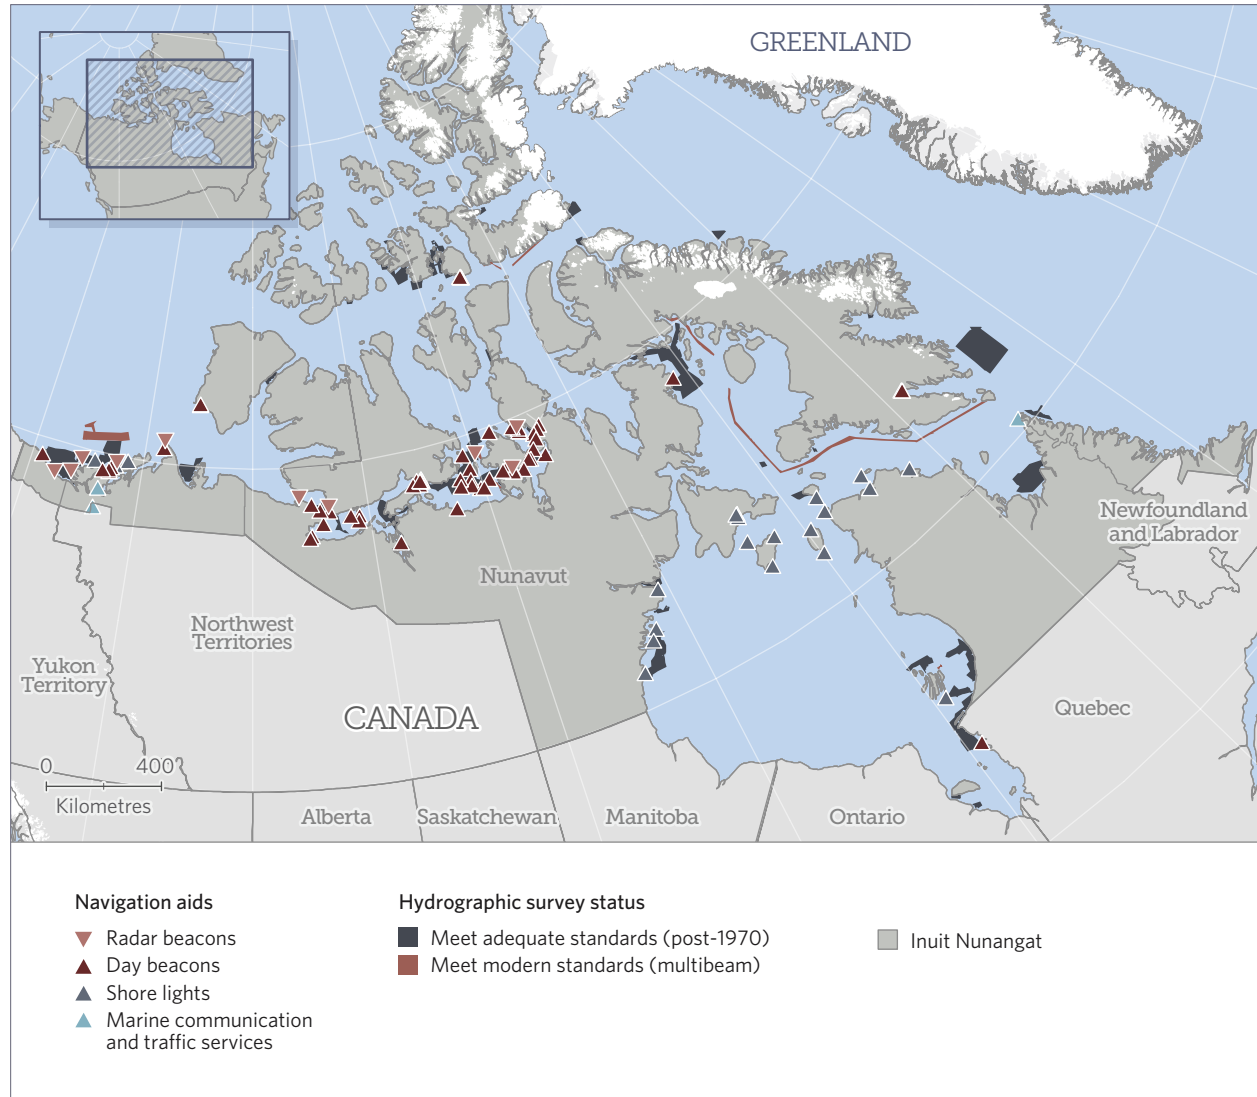 GREENLAND
Newfoundland
and Labrador
Nunavut
Northwest
Territories
Yukon
Territory
CANADA
Quebec
0 400
Kilometres
Alberta
Saskatchewan
Manitoba
Ontario
Navigation aids
Radar beacons
Day beacons
Shore lights
Marine communication
and traffic services
Hydrographic survey status
Meet adequate standards (post-1970)
Meet modern standards (multibeam)
Inuit Nunangat